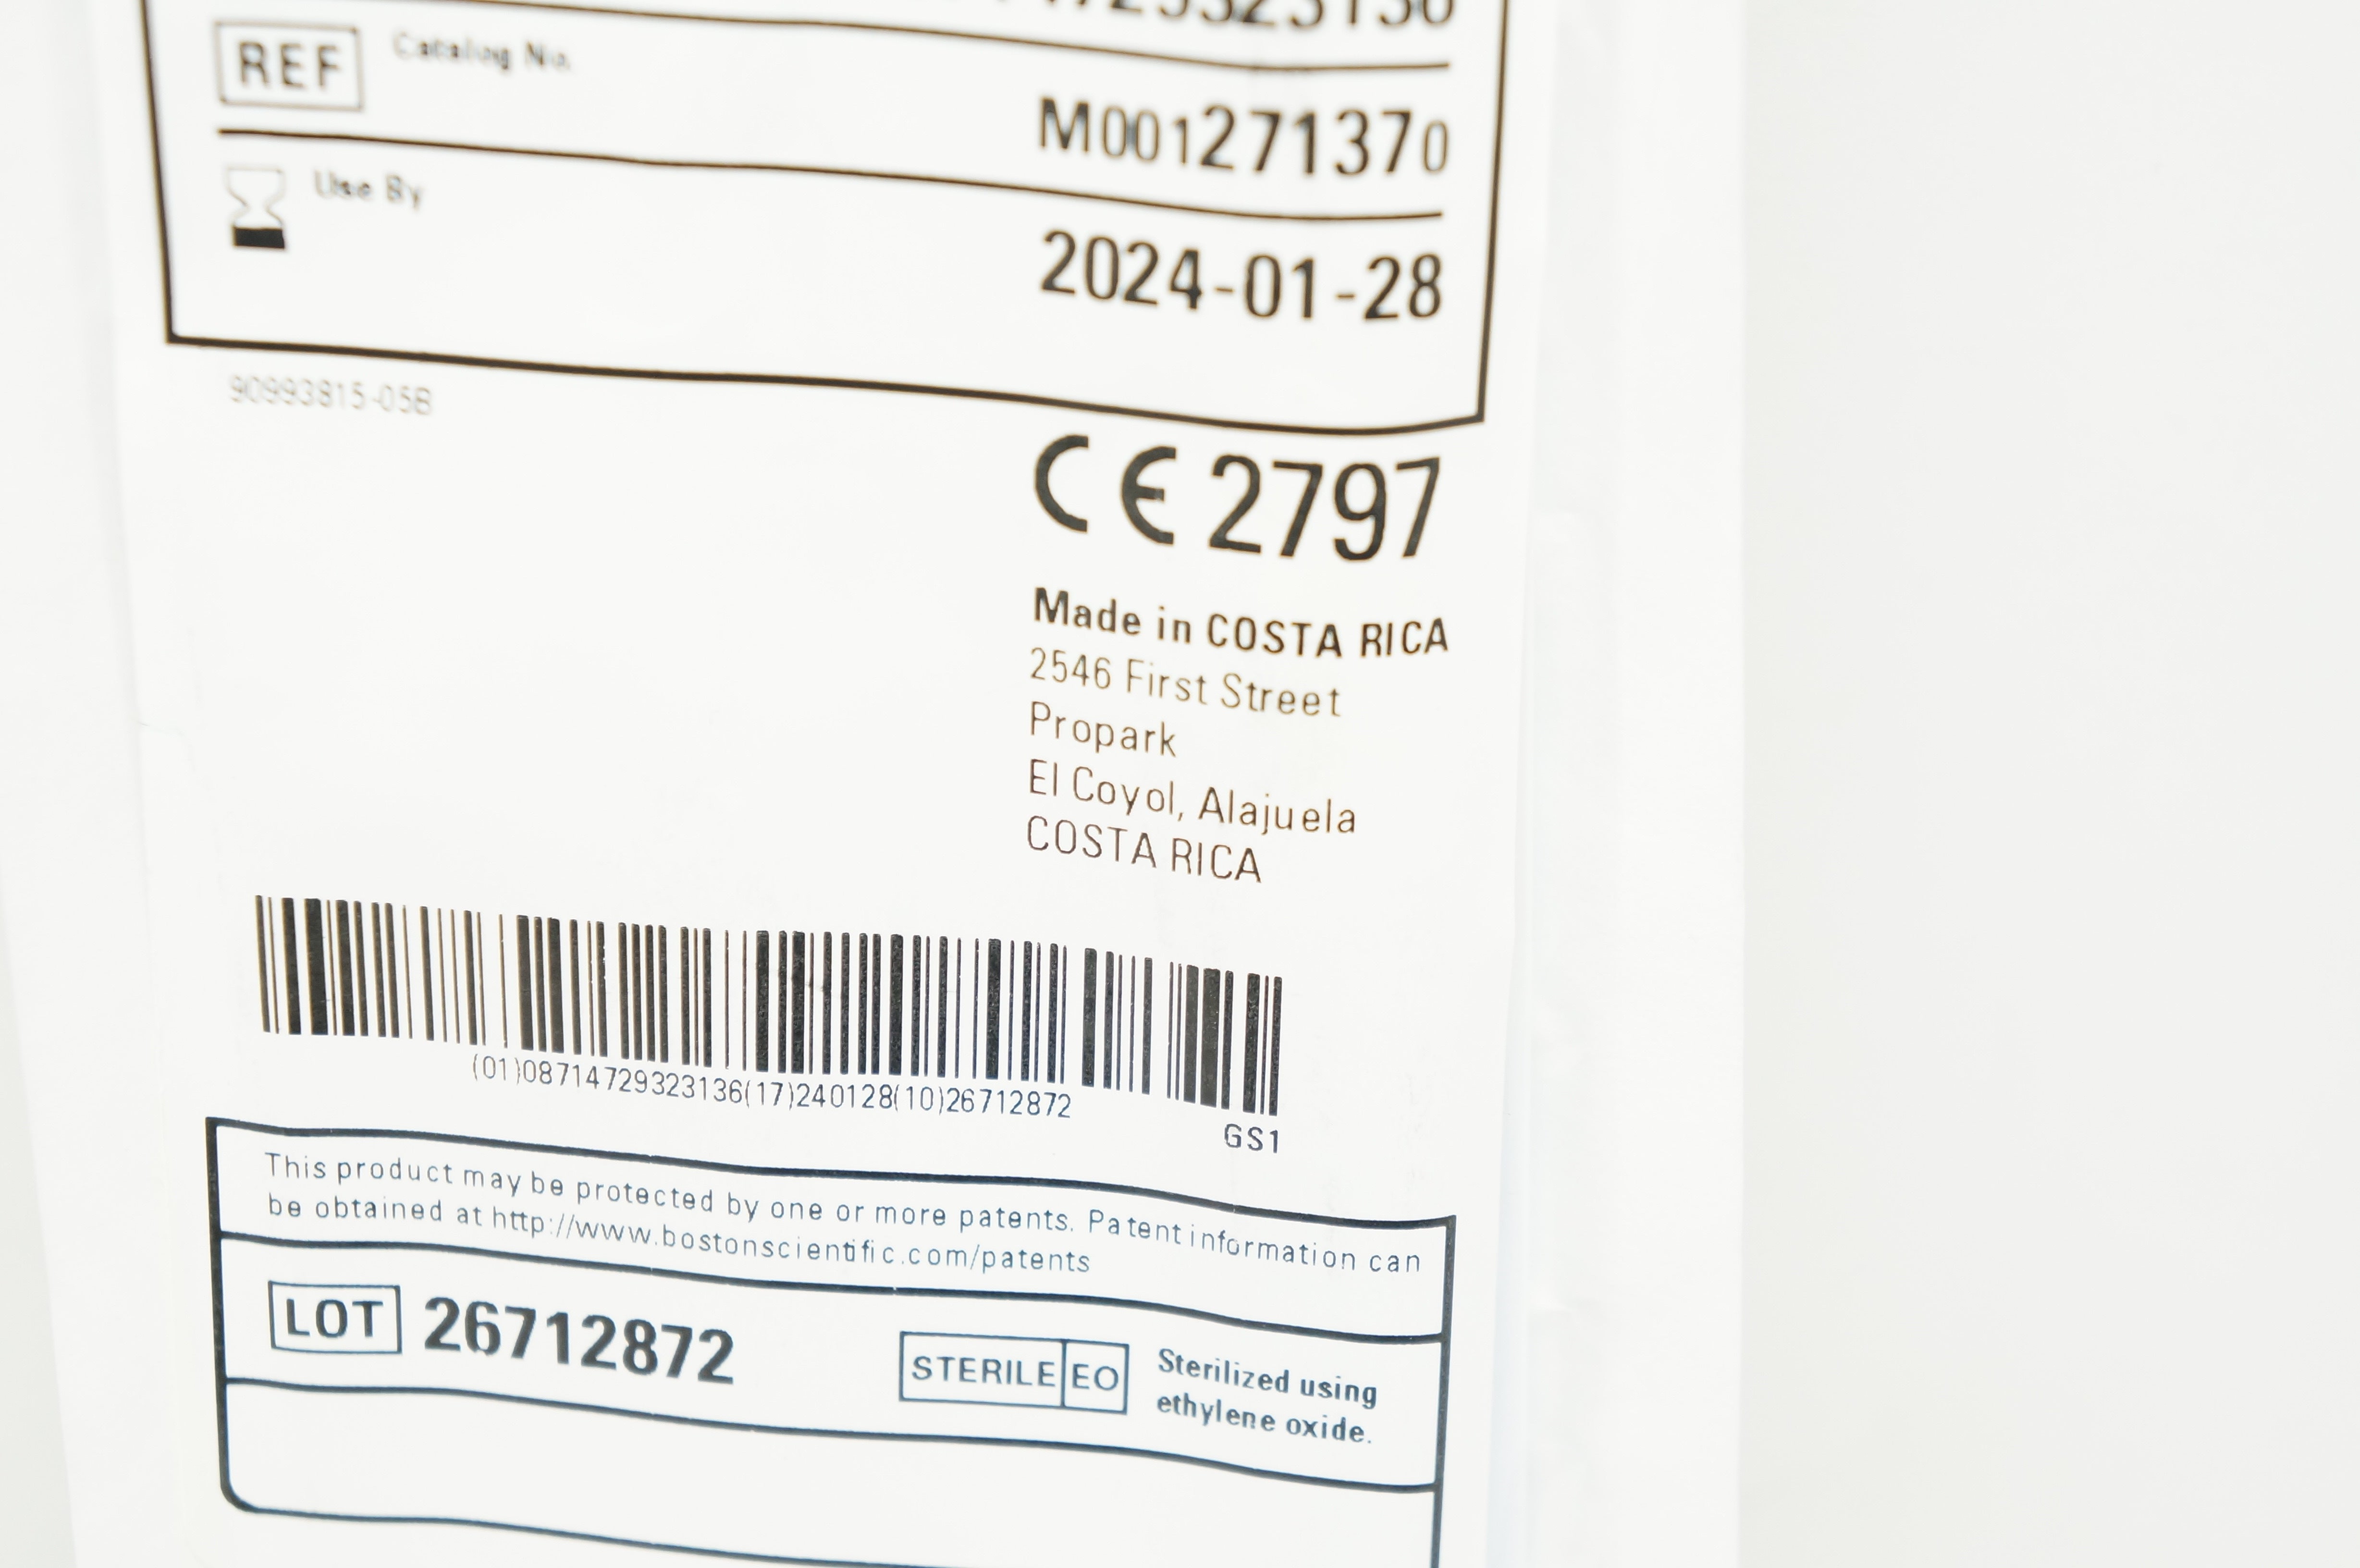 REF Catalog No.
M001271370
Use By
2024-01-28
90993815-05B
CE 2797
Made in COSTA RICA
2546 First Street
Propark
El Coyol, Alajuela
COSTA RICA
(01)08714729323136(17)240128(10)26712872
GS1
This product may be protected by one or more patents. Patent information can
be obtained at http://www.bostonscientific.com/patents
LOT 26712872
STERILE EO
Sterilized using
ethylene oxide.